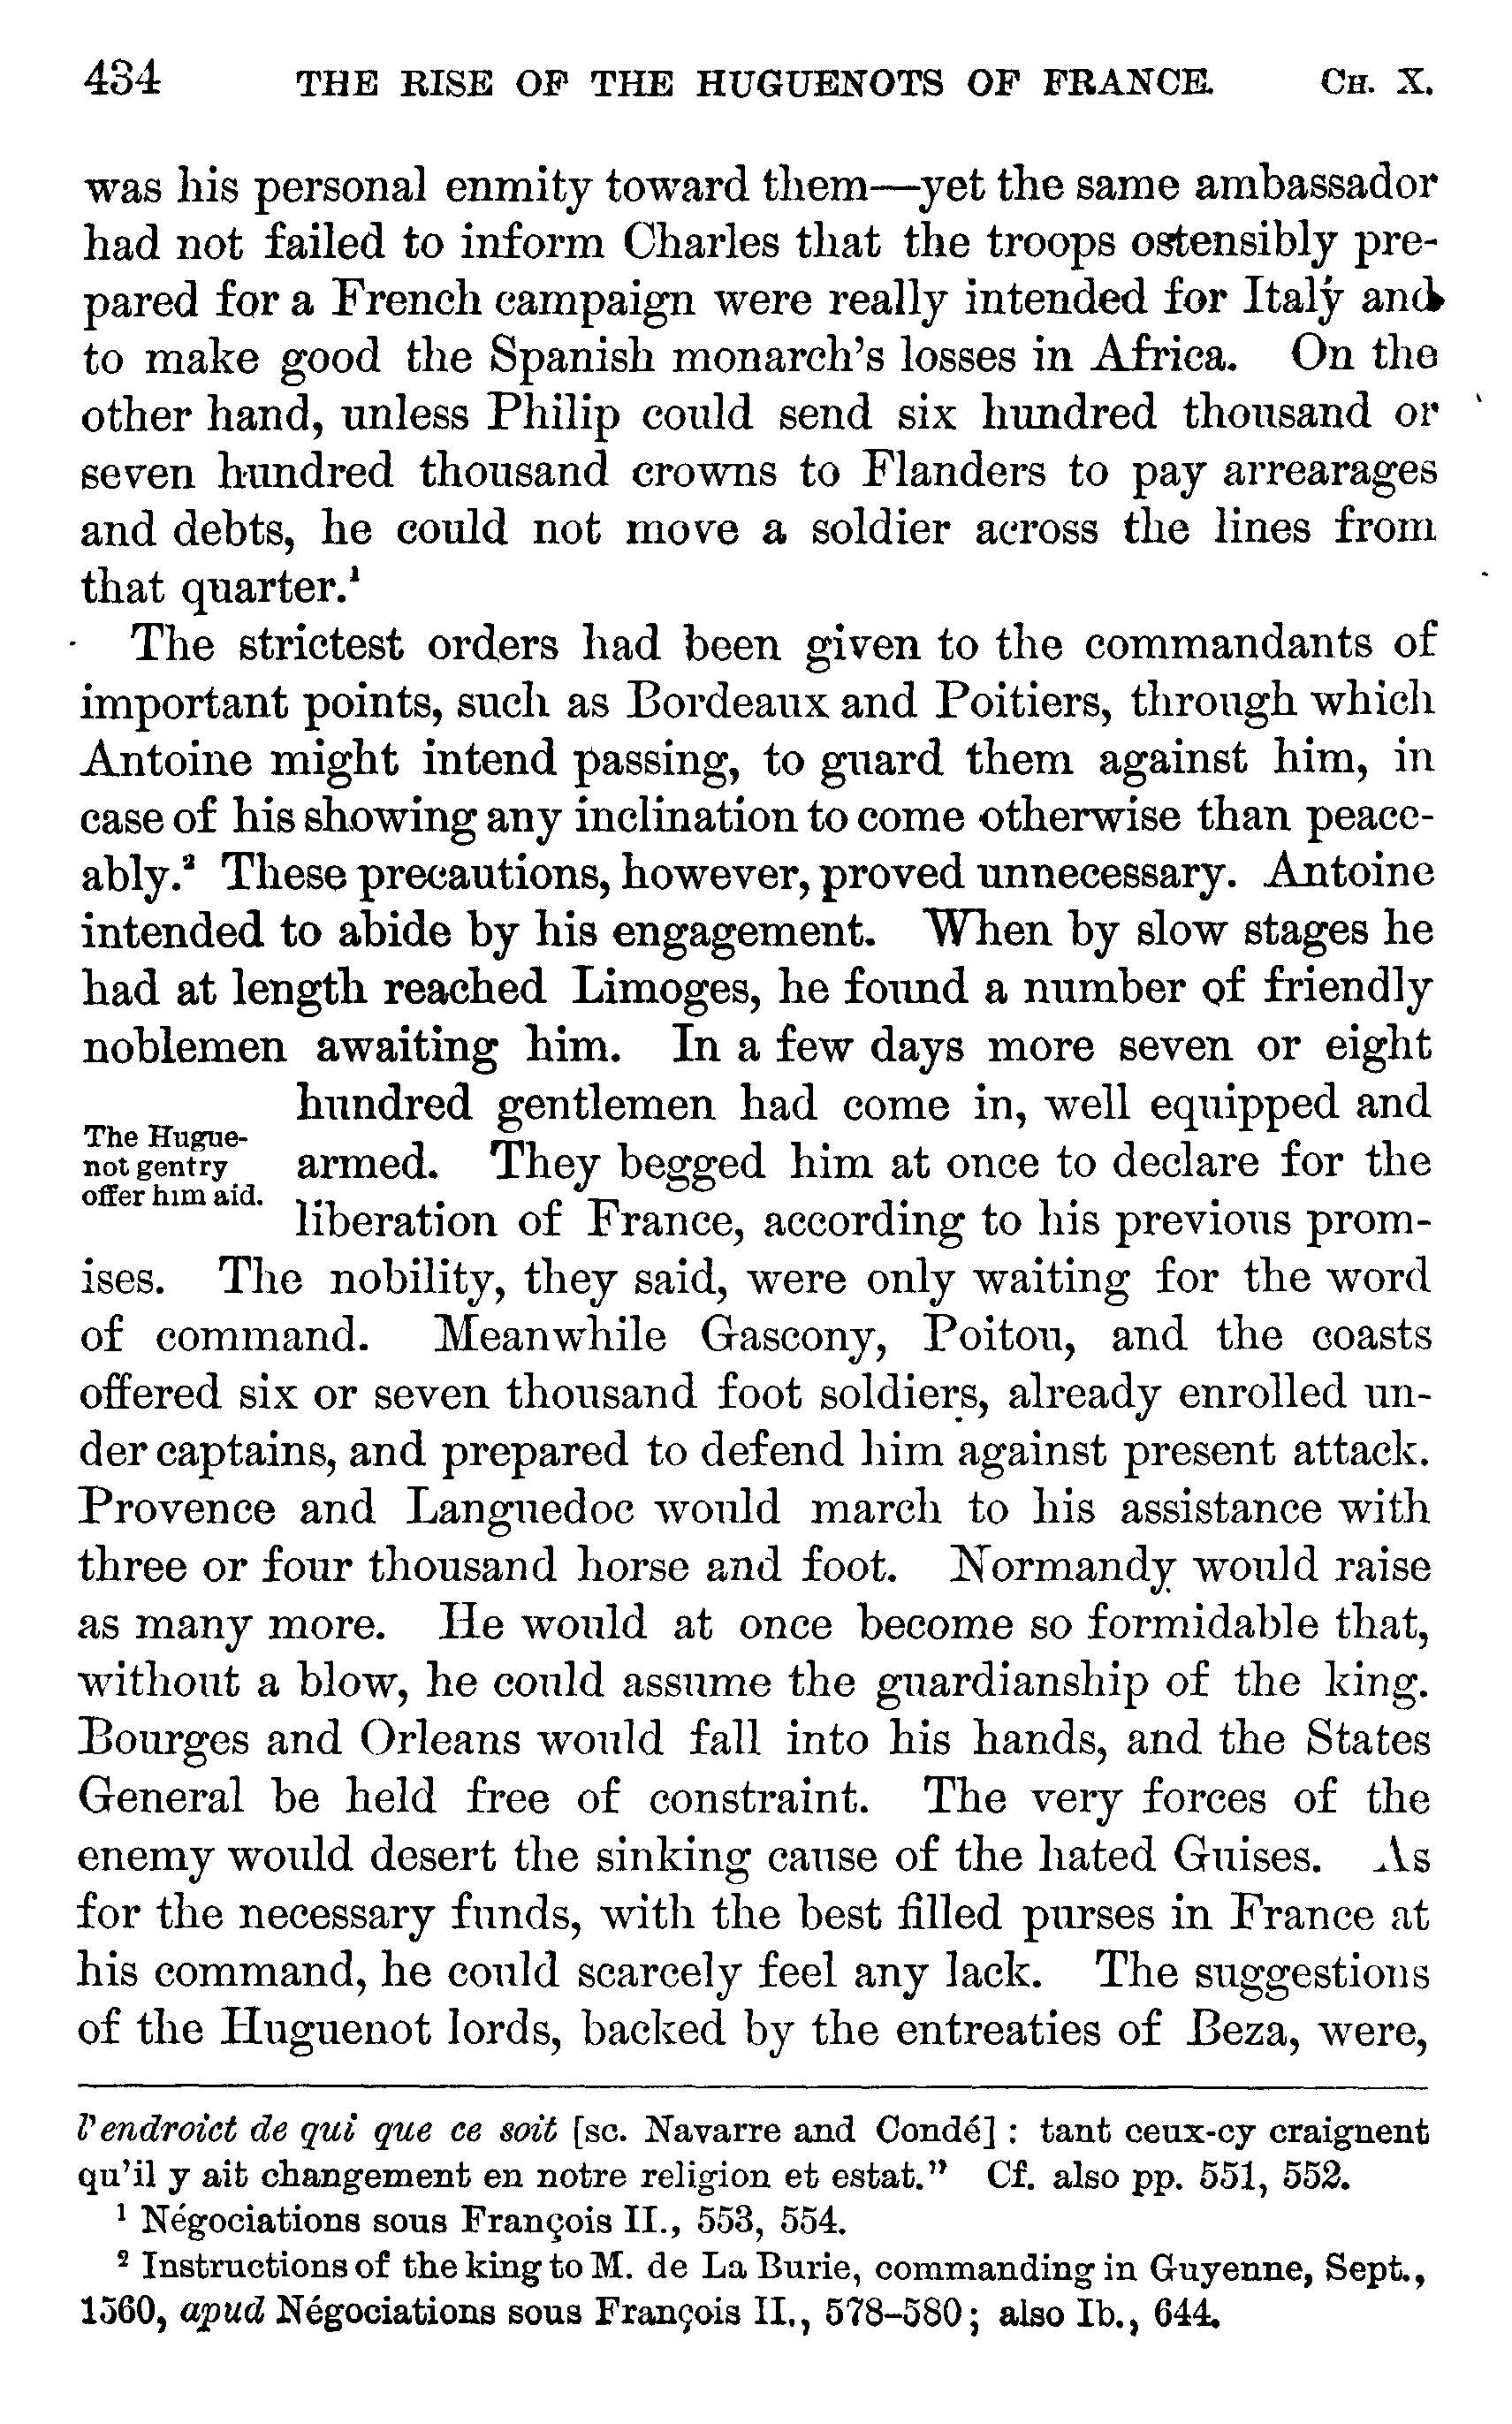 434 THE RISE OF THE HUGUENOTS OF FRANCE. CH. X.
was his personal enmity toward them—yet the same ambassador
had not failed to inform Charles that the troops ostensibly pre-
pared for a French campaign were really intended for Italy and
to make good the Spanish monarch's losses in Africa. On the
other hand, unless Philip could send six hundred thousand or
seven hundred thousand crowns to Flanders to pay arrearages
and debts, he could not move a soldier across the lines from
that quarter.¹
The strictest orders had been given to the commandants of
important points, such as Bordeaux and Poitiers, through which
Antoine might intend passing, to guard them against him, in
case of his showing any inclination to come otherwise than peace-
ably.² These precautions, however, proved unnecessary. Antoine
intended to abide by his engagement. When by slow stages he
had at length reached Limoges, he found a number of friendly
noblemen awaiting him. In a few days more seven or eight
hundred gentlemen had come in, well equipped and
The Hugue-
not gentry
offer him aid.
armed. They begged him at once to declare for the
liberation of France, according to his previous prom-
ises. The nobility, they said, were only waiting for the word
of command. Meanwhile Gascony, Poitou, and the coasts
offered six or seven thousand foot soldiers, already enrolled un-
der captains, and prepared to defend him against present attack.
Provence and Languedoc would march to his assistance with
three or four thousand horse and foot. Normandy would raise
as many more. He would at once become so formidable that,
without a blow, he could assume the guardianship of the king.
Bourges and Orleans would fall into his hands, and the States
General be held free of constraint. The very forces of the
enemy would desert the sinking cause of the hated Guises. As
for the necessary funds, with the best filled purses in France at
his command, he could scarcely feel any lack. The suggestions
of the Huguenot lords, backed by the entreaties of Beza, were,
l'endroict de qui que ce soit [sc. Navarre and Condé] : tant ceux-cy craignent
qu'il y ait changement en notre religion et estat." Cf. also pp. 551, 552.
¹ Négociations sous François II., 553, 554.
² Instructions of the king to M. de La Burie, commanding in Guyenne, Sept.,
1560, apud Négociations sous François II., 578-580; also Ib., 644.